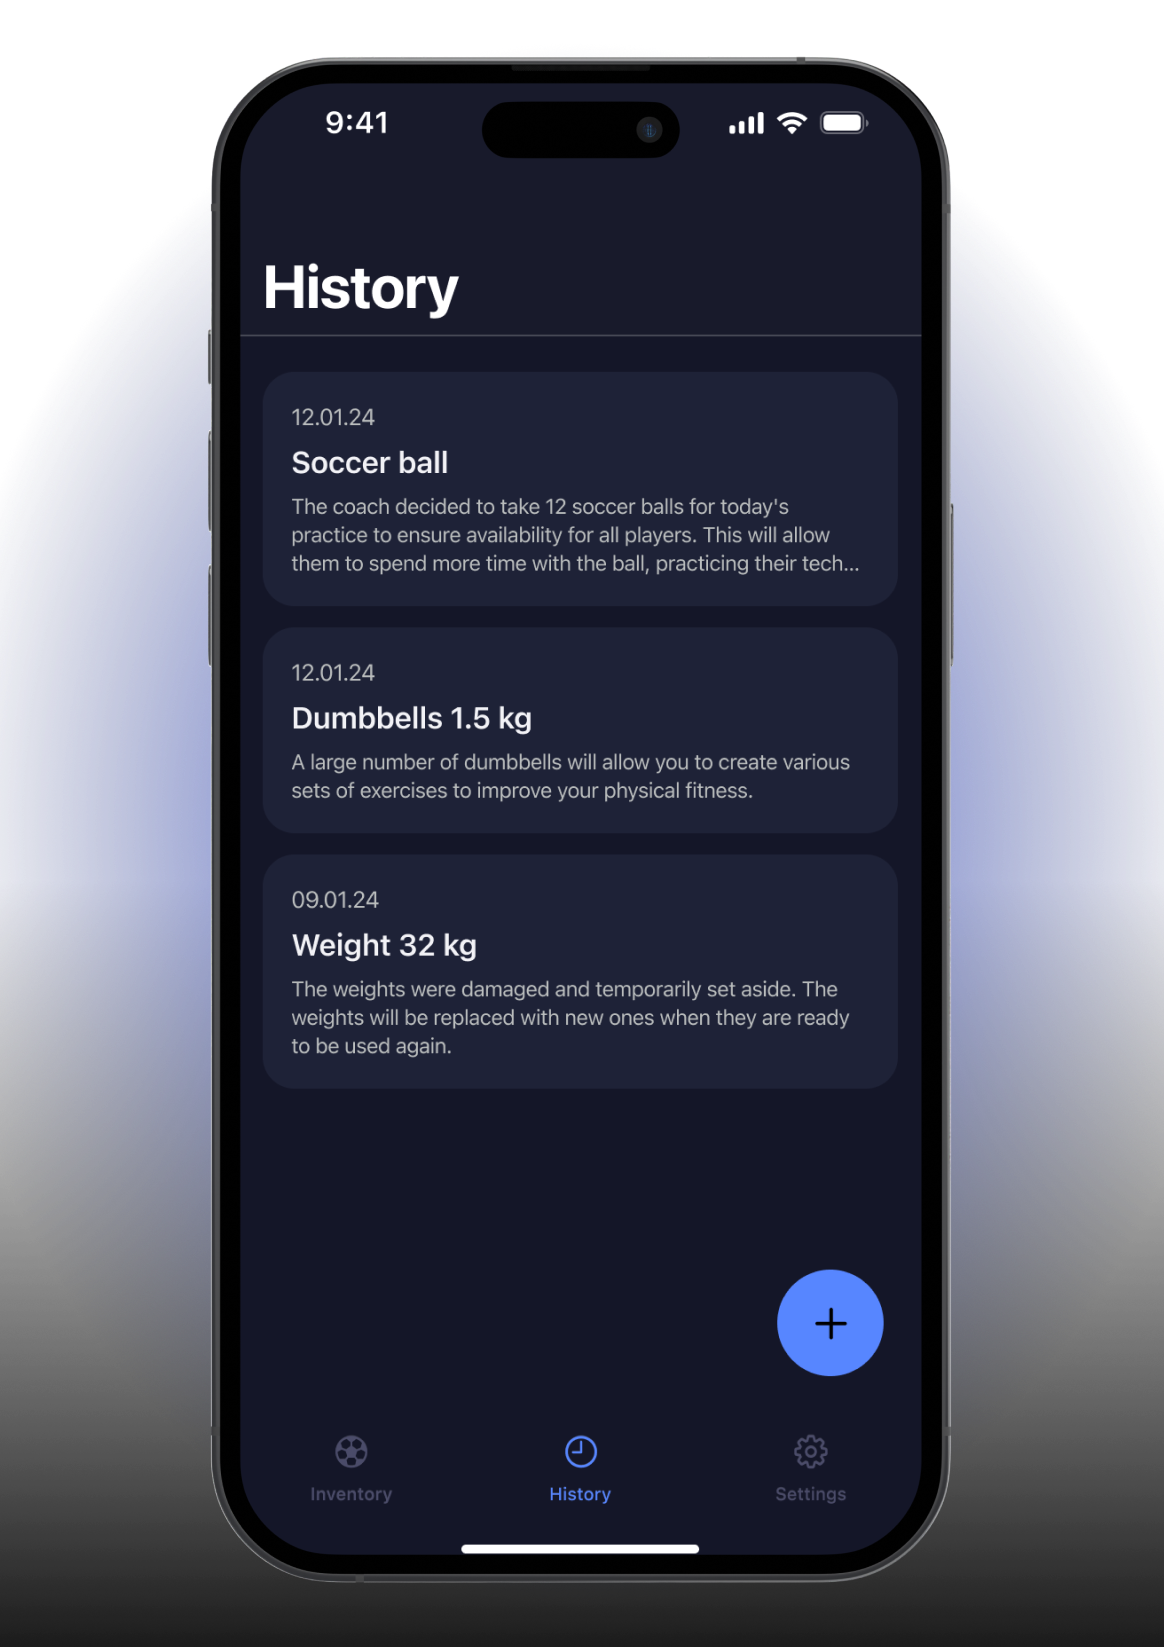 9:41
History
12.01.24
Soccer ball
The coach decided to take 12 soccer balls for today's
practice to ensure availability for all players. This will allow
them to spend more time with the ball, practicing their tech...
12.01.24
Dumbbells 1.5 kg
A large number of dumbbells will allow you to create various
sets of exercises to improve your physical fitness.
09.01.24
Weight 32 kg
The weights were damaged and temporarily set aside. The
weights will be replaced with new ones when they are ready
to be used again.
Inventory
History
Settings